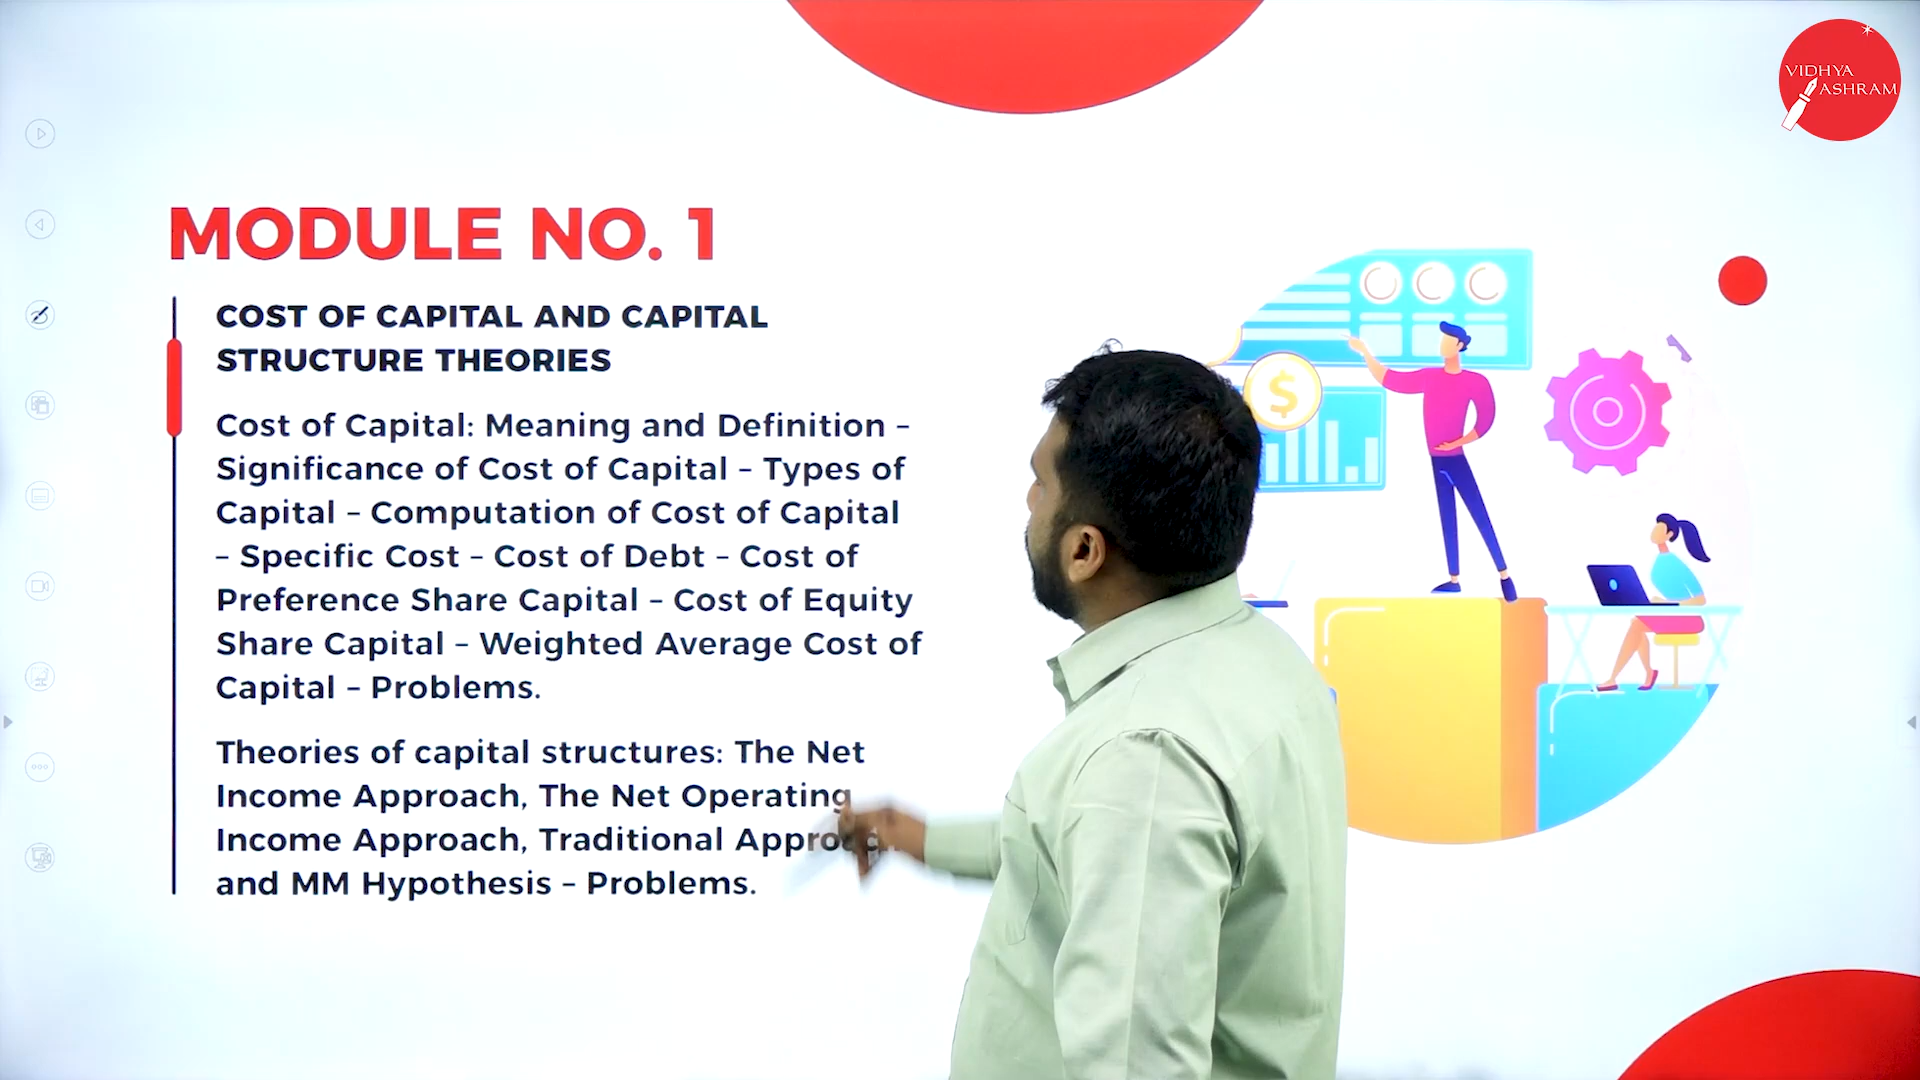 VIDHYA
ASHRAM
MODULE NO. 1
COST OF CAPITAL AND CAPITAL
STRUCTURE THEORIES
Cost of Capital: Meaning and Definition –
Significance of Cost of Capital – Types of
Capital – Computation of Cost of Capital
– Specific Cost – Cost of Debt – Cost of
Preference Share Capital – Cost of Equity
Share Capital – Weighted Average Cost of
Capital – Problems.
Theories of capital structures: The Net
Income Approach, The Net Operating
Income Approach, Traditional
and MM Hypothesis – Problems.